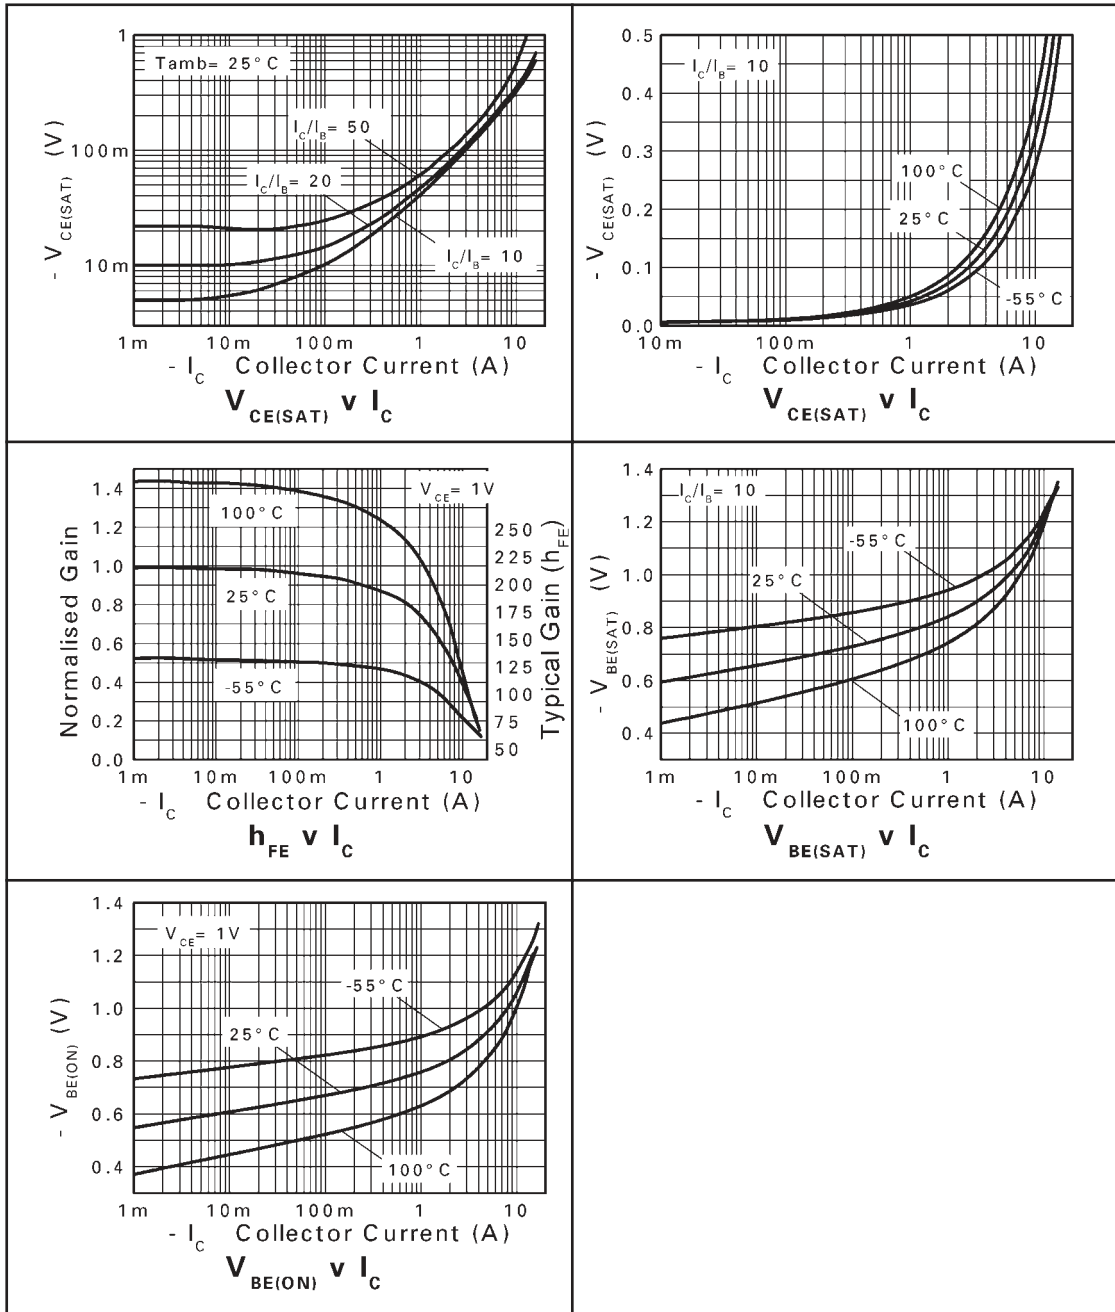 - V CE(SAT) (V)
1
100m
10m
Tamb= 25°C
I C /I B = 50
I C /I B = 20
I C /I B = 10
1m 10m 100m 1 10
- I C Collector Current (A)
V CE(SAT) v I C
- V CE(SAT) (V)
0.5
0.4
0.3
0.2
0.1
0.0
I C /I B = 10
100°C
25°C
-55°C
10m 100m 1 10
- I C Collector Current (A)
V CE(SAT) v I C
Normalised Gain
1.4
1.2
1.0
0.8
0.6
0.4
0.2
0.0
V CE = 1V
100°C
25°C
-55°C
250
225
200
175
150
125
100
75
50
Typical Gain (h FE )
1m 10m 100m 1 10
- I C Collector Current (A)
h FE v I C
- V BE(SAT) (V)
1.4
1.2
1.0
0.8
0.6
0.4
I C /I B = 10
-55°C
25°C
100°C
1m 10m 100m 1 10
- I C Collector Current (A)
V BE(SAT) v I C
- V BE(ON) (V)
1.4
1.2
1.0
0.8
0.6
0.4
V CE = 1V
-55°C
25°C
100°C
1m 10m 100m 1 10
- I C Collector Current (A)
V BE(ON) v I C